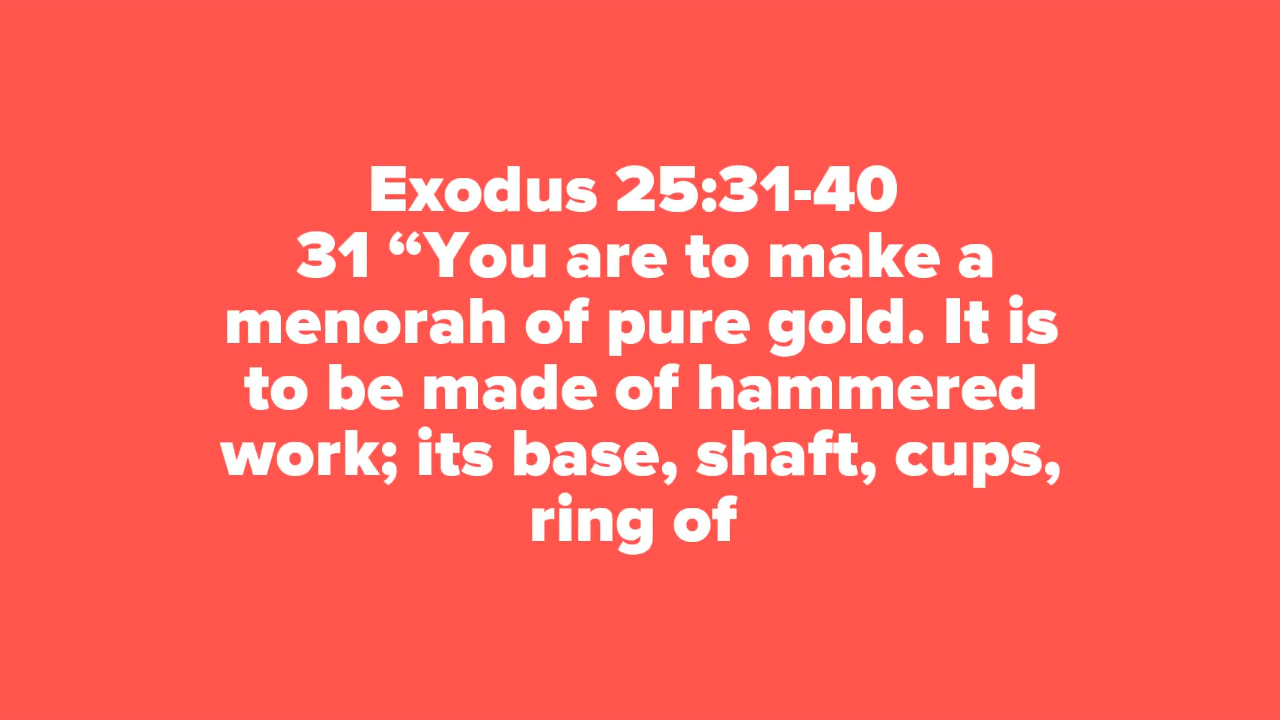 Exodus 25:31-40
31 “You are to make a
menorah of pure gold. It is
to be made of hammered
work; its base, shaft, cups,
ring of